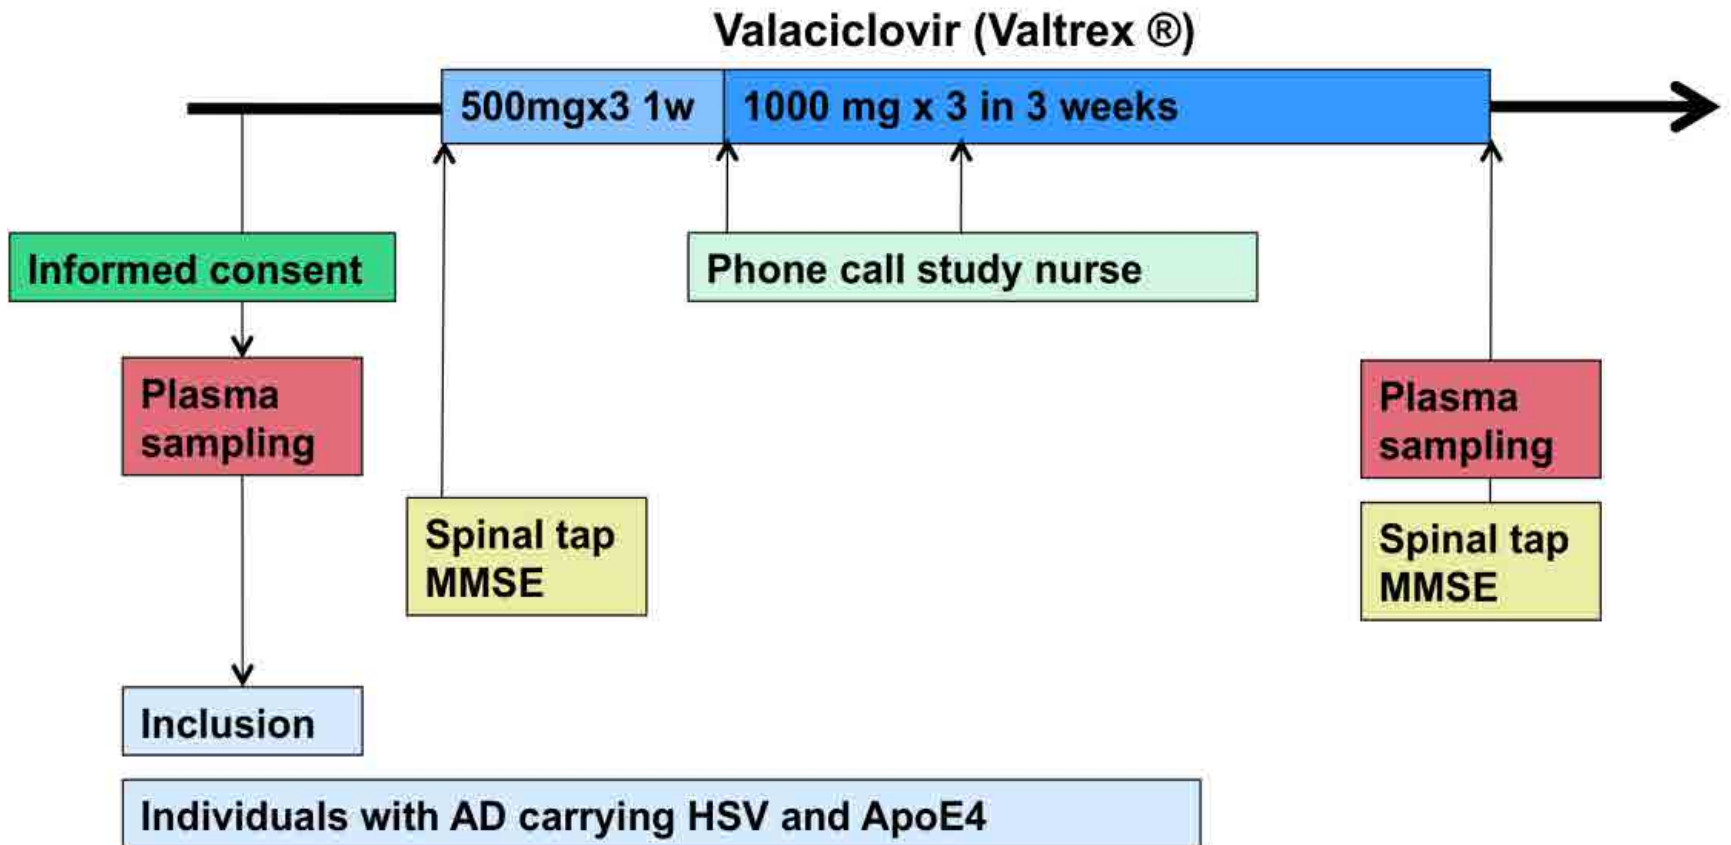 Valaciclovir (Valtrex ®)
500mgx3 1w
1000 mg x 3 in 3 weeks
Informed consent
Phone call study nurse
Plasma
sampling
Plasma
sampling
Spinal tap
MMSE
Spinal tap
MMSE
Inclusion
Individuals with AD carrying HSV and ApoE4